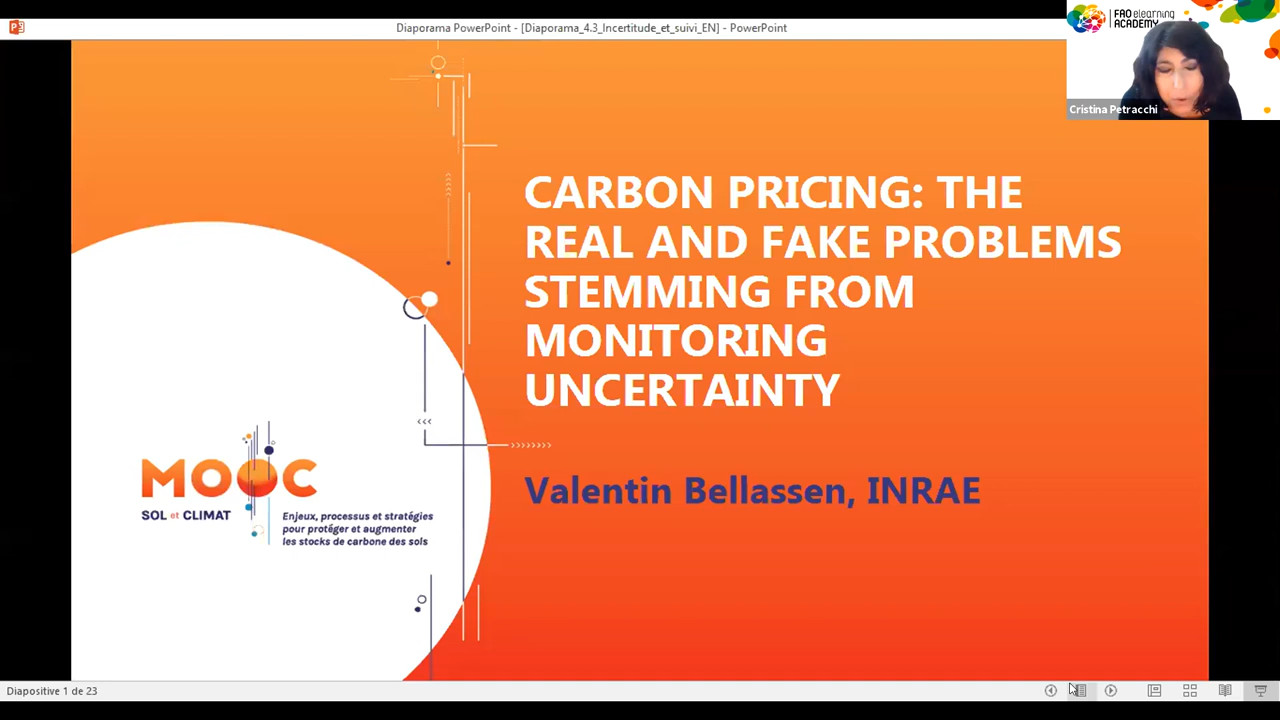 Diaporama PowerPoint - [Diaporama_4.3_Incertitude_et_suivi_EN] - PowerPoint
FAO elearning
ACADEMY
Cristina Petracchi
CARBON PRICING: THE
REAL AND FAKE PROBLEMS
STEMMING FROM
MONITORING
UNCERTAINTY
Valentin Bellassen, INRAE
MOOC
SOL et CLIMAT
Enjeux, processus et stratégies
pour protéger et augmenter
les stocks de carbone des sols
Diapositive 1 de 23